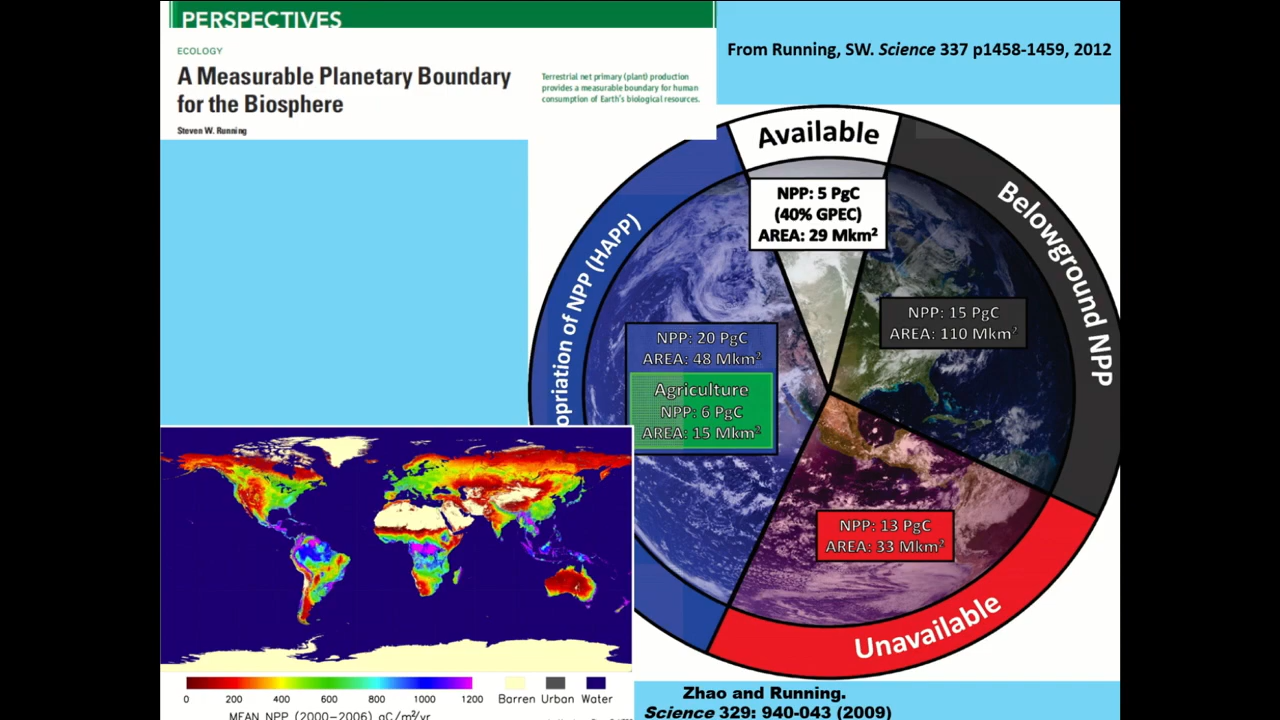 PERSPECTIVES
ECOLOGY
A Measurable Planetary Boundary
for the Biosphere
Steven W. Running
Terrestrial net primary (plant) production
provides a measurable boundary for human
consumption of Earth's biological resources.
From Running, SW. Science 337 p1458-1459, 2012
Available
NPP: 5 PgC
(40% GPEC)
AREA: 29 Mkm²
Belowground NPP
NPP: 15 PgC
AREA: 110 Mkm²
opriation of NPP (HAPP)
NPP: 20 PgC
AREA: 48 Mkm²
Agriculture
NPP: 6 PgC
AREA: 15 Mkm²
NPP: 13 PgC
AREA: 33 Mkm²
Unavailable
0 200 400 600 800 1000 1200
Barren Urban Water
MEAN NPP (2000-2006) gC/m²/yr
Zhao and Running.
Science 329: 940-043 (2009)